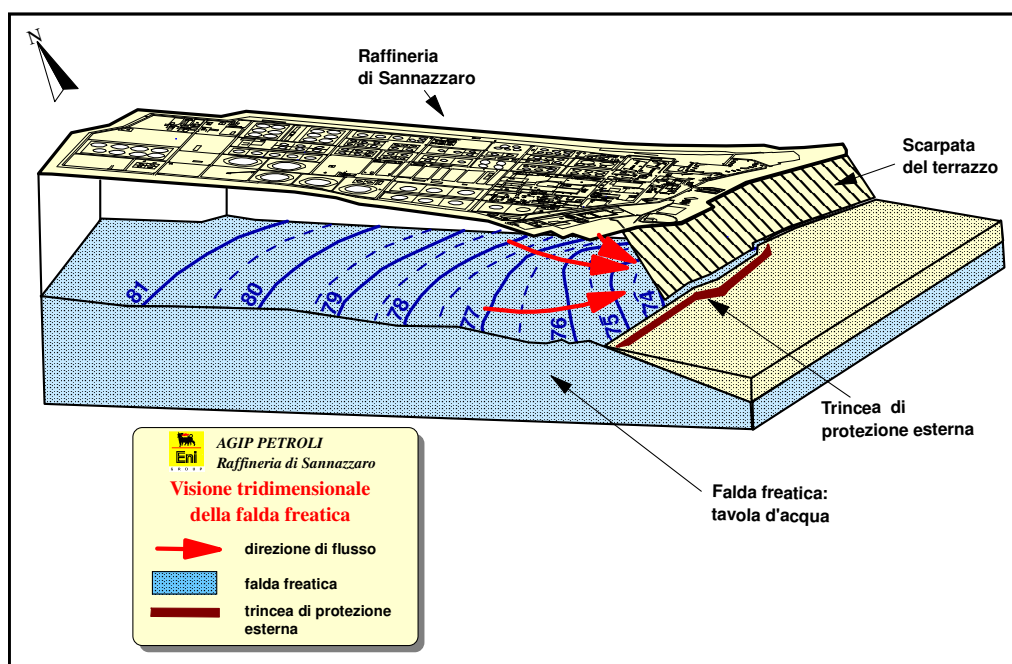 N
Raffineria
di Sannazzaro
Scarpata
del terrazzo
81
80
79
78
77
76
75
74
Trincea di
protezione esterna
Falda freatica:
tavola d'acqua
Eni
GROUP
AGIP PETROLI
Raffineria di Sannazzaro
Visione tridimensionale
della falda freatica
direzione di flusso
falda freatica
trincea di protezione
esterna